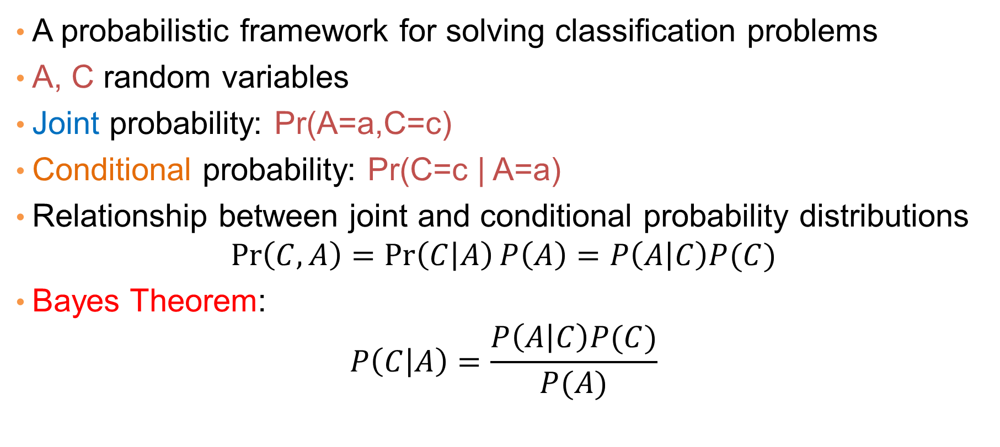 • A probabilistic framework for solving classification problems
• A, C random variables
• Joint probability: Pr(A=a,C=c)
• Conditional probability: Pr(C=c | A=a)
• Relationship between joint and conditional probability distributions
Pr(C, A) = Pr(C|A) P(A) = P(A|C)P(C)
• Bayes Theorem:
P(C|A) = P(A|C)P(C) / P(A)